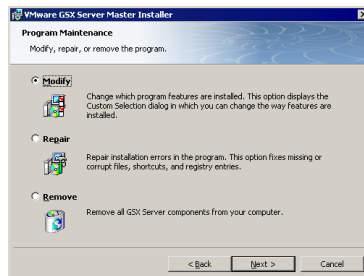 VMware GSX Server Master Installer
Program Maintenance
Modify, repair, or remove the program.
Modify
Change which program features are installed. This option displays the
Custom Selection dialog in which you can change the way features are
installed.
Repair
Repair installation errors in the program. This option fixes missing or
corrupt files, shortcuts, and registry entries.
Remove
Remove all GSX Server components from your computer.
< Back
Next >
Cancel